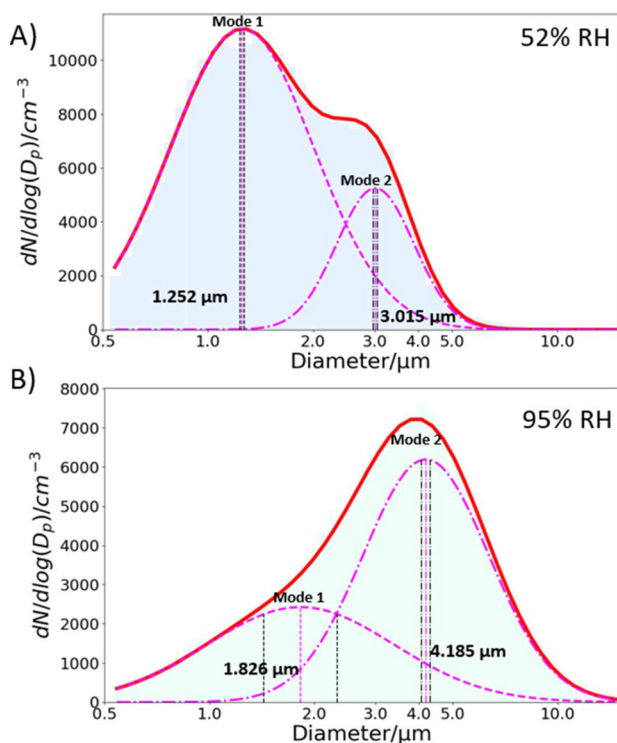 A)
52% RH
Mode 1
Mode 2
1.252 μm
3.015 μm
dN/dlog(Dₚ)/cm⁻³
10000
8000
6000
4000
2000
0
0.5 1.0 2.0 3.0 4.0 5.0 10.0
Diameter/μm
B)
95% RH
Mode 2
Mode 1
1.826 μm
4.185 μm
dN/dlog(Dₚ)/cm⁻³
8000
7000
6000
5000
4000
3000
2000
1000
0
0.5 1.0 2.0 3.0 4.0 5.0 10.0
Diameter/μm